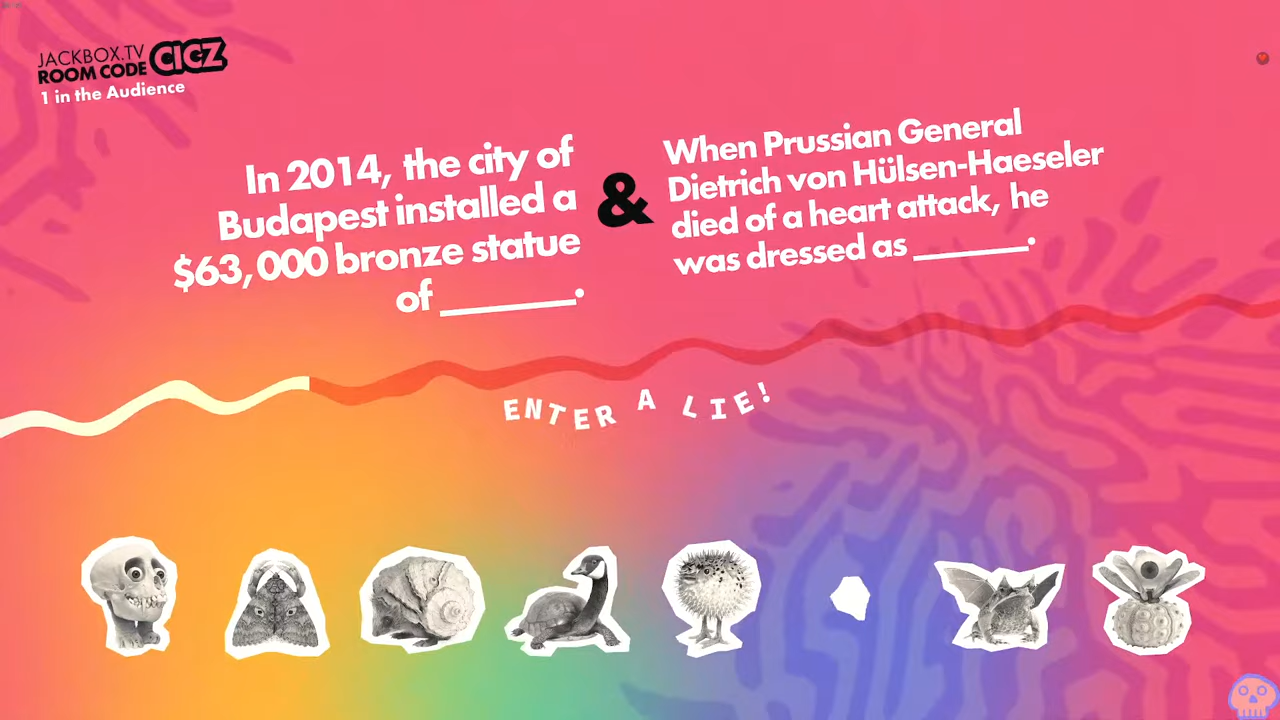 JACKBOX.TV
ROOM CODE CIGZ
1 in the Audience
In 2014, the city of
Budapest installed a
$63,000 bronze statue
of ______.
&
When Prussian General
Dietrich von Hülsen-Haeseler
died of a heart attack, he
was dressed as ______.
ENTER A LIE!